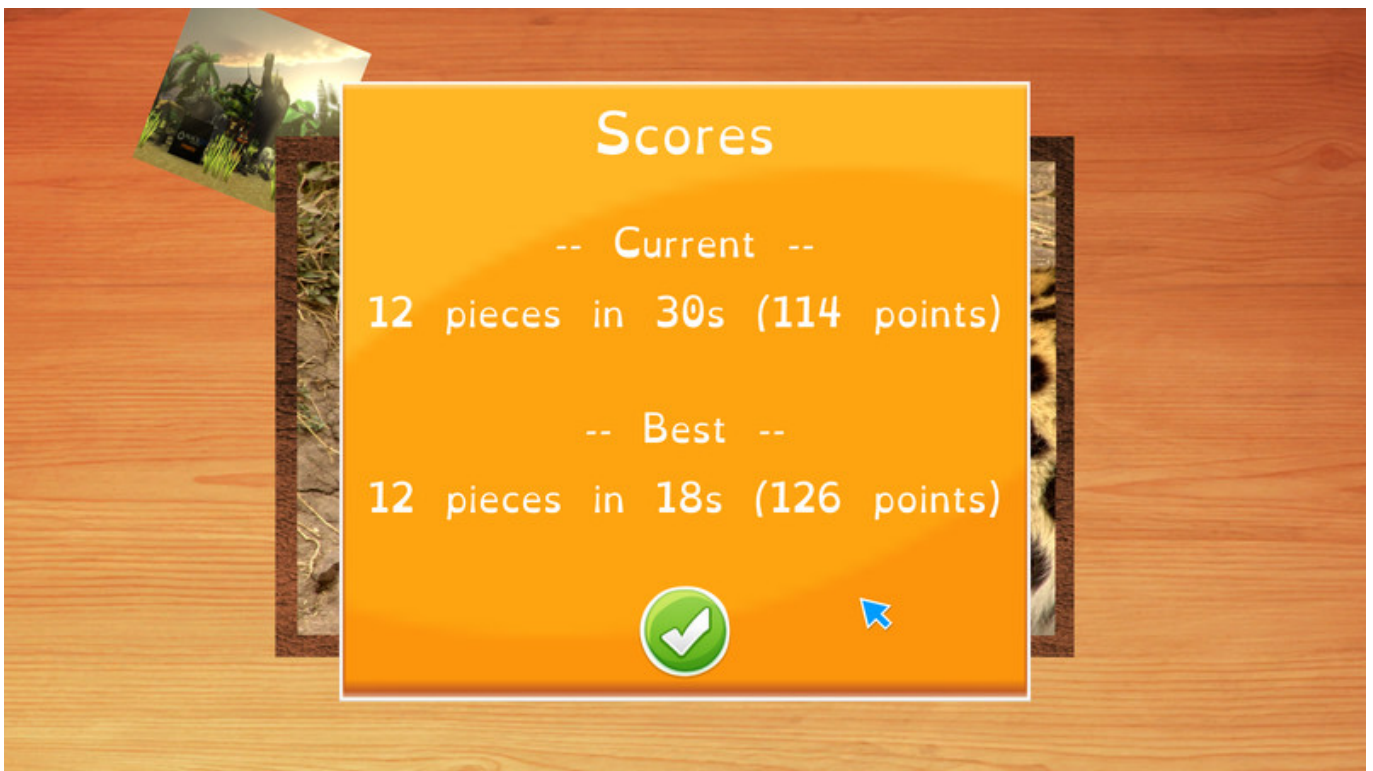 Scores
-- Current --
12 pieces in 30s (114 points)
-- Best --
12 pieces in 18s (126 points)